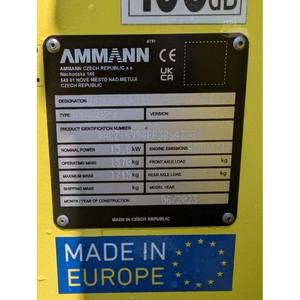 dB
AMMANN
CE
AMMANN CZECH REPUBLIC a.s.
Náchodská 145
549 01 NOVÉ MĚSTO NAD METUJÍ
CZECH REPUBLIC
UK
CA
DESIGNATION
TYPE VERSION
PRODUCT IDENTIFICATION NUMBER
NOMINAL POWER kW ENGINE EMISSIONS
OPERATING MASS kg FRONT AXLE LOAD kg
MAXIMUM MASS kg REAR AXLE LOAD kg
SHIPPING MASS kg MODEL YEAR
MONTH / YEAR OF CONSTRUCTION 06/2023
MADE IN CZECH REPUBLIC
MADE IN
EUROPE